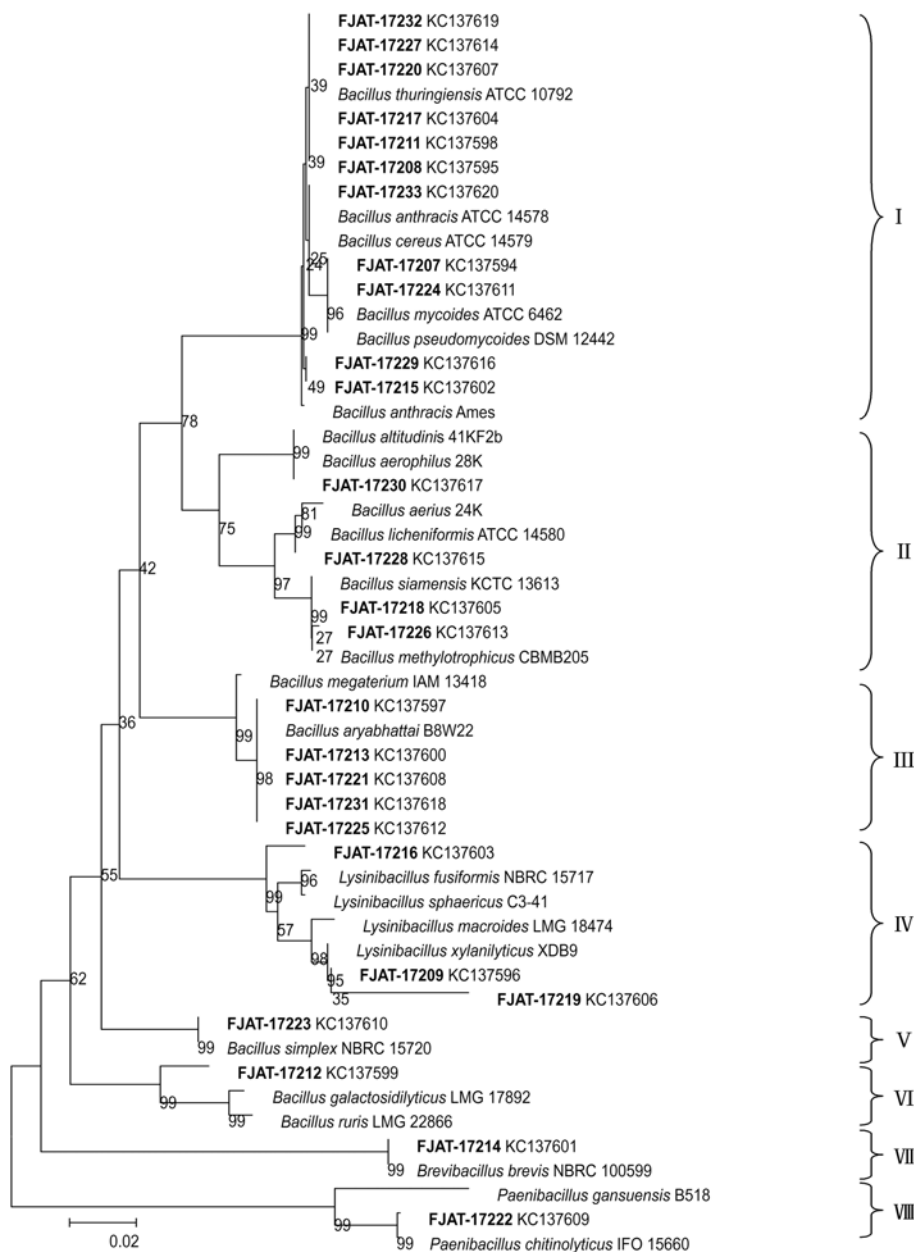 FJAT-17232 KC137619
FJAT-17227 KC137614
FJAT-17220 KC137607
39
Bacillus thuringiensis ATCC 10792
FJAT-17217 KC137604
FJAT-17211 KC137598
39
FJAT-17208 KC137595
FJAT-17233 KC137620
Bacillus anthracis ATCC 14578
I
Bacillus cereus ATCC 14579
25
24
FJAT-17207 KC137594
FJAT-17224 KC137611
96
Bacillus mycoides ATCC 6462
99
Bacillus pseudomycoides DSM 12442
FJAT-17229 KC137616
49
FJAT-17215 KC137602
Bacillus anthracis Ames
78
Bacillus altitudinis 41KF2b
99
Bacillus aerophilus 28K
FJAT-17230 KC137617
Bacillus aerius 24K
81
75
99
Bacillus licheniformis ATCC 14580
FJAT-17228 KC137615
II
42
97
Bacillus siamensis KCTC 13613
FJAT-17218 KC137605
99
FJAT-17226 KC137613
27
27
Bacillus methylotrophicus CBMB205
Bacillus megaterium IAM 13418
FJAT-17210 KC137597
36
99
Bacillus aryabhattai B8W22
FJAT-17213 KC137600
III
98
FJAT-17221 KC137608
FJAT-17231 KC137618
FJAT-17225 KC137612
FJAT-17216 KC137603
55
96
Lysinibacillus fusiformis NBRC 15717
99
Lysinibacillus sphaericus C3-41
57
Lysinibacillus macroides LMG 18474
IV
98
Lysinibacillus xylanilyticus XDB9
62
95
FJAT-17209 KC137596
35
FJAT-17219 KC137606
FJAT-17223 KC137610
V
99
Bacillus simplex NBRC 15720
FJAT-17212 KC137599
99
Bacillus galactosidilyticus LMG 17892
VI
99
Bacillus ruris LMG 22866
FJAT-17214 KC137601
VII
99
Brevibacillus brevis NBRC 100599
Paenibacillus gansuensis B518
VIII
99
FJAT-17222 KC137609
99
Paenibacillus chitinolyticus IFO 15660
0.02